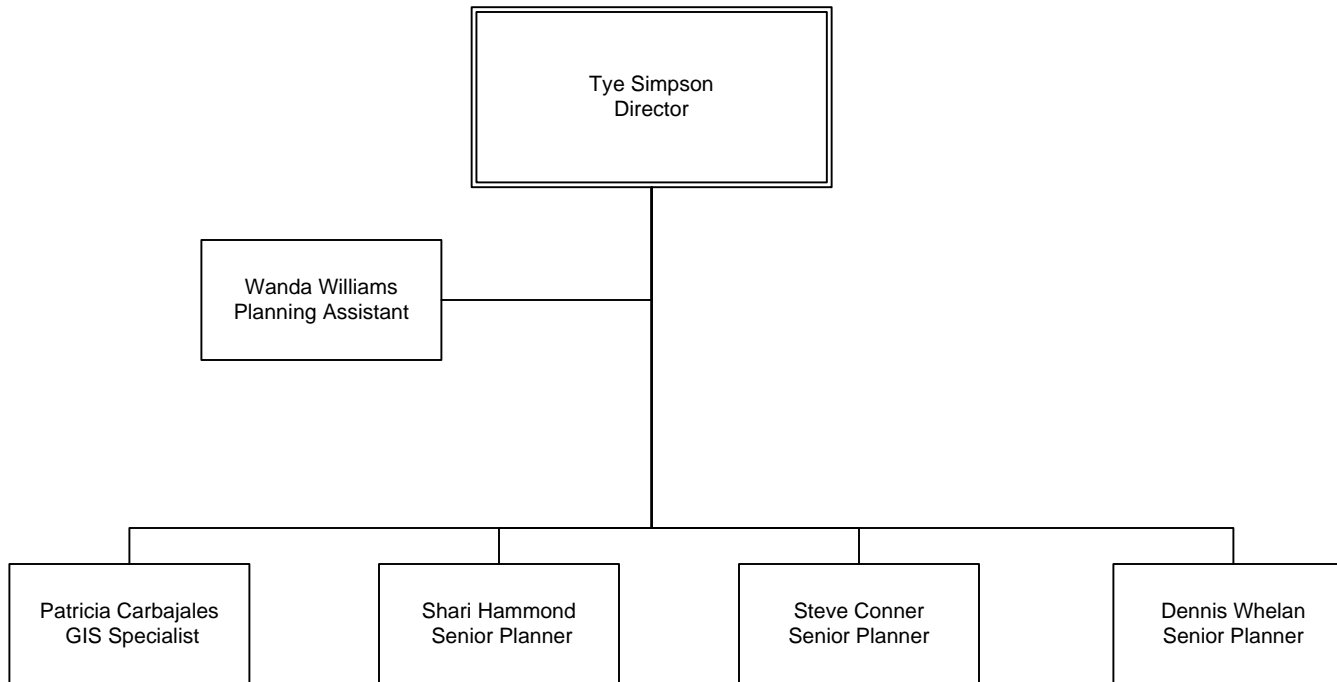 Tye Simpson
Director
Wanda Williams
Planning Assistant
Patricia Carbajales
GIS Specialist
Shari Hammond
Senior Planner
Steve Conner
Senior Planner
Dennis Whelan
Senior Planner